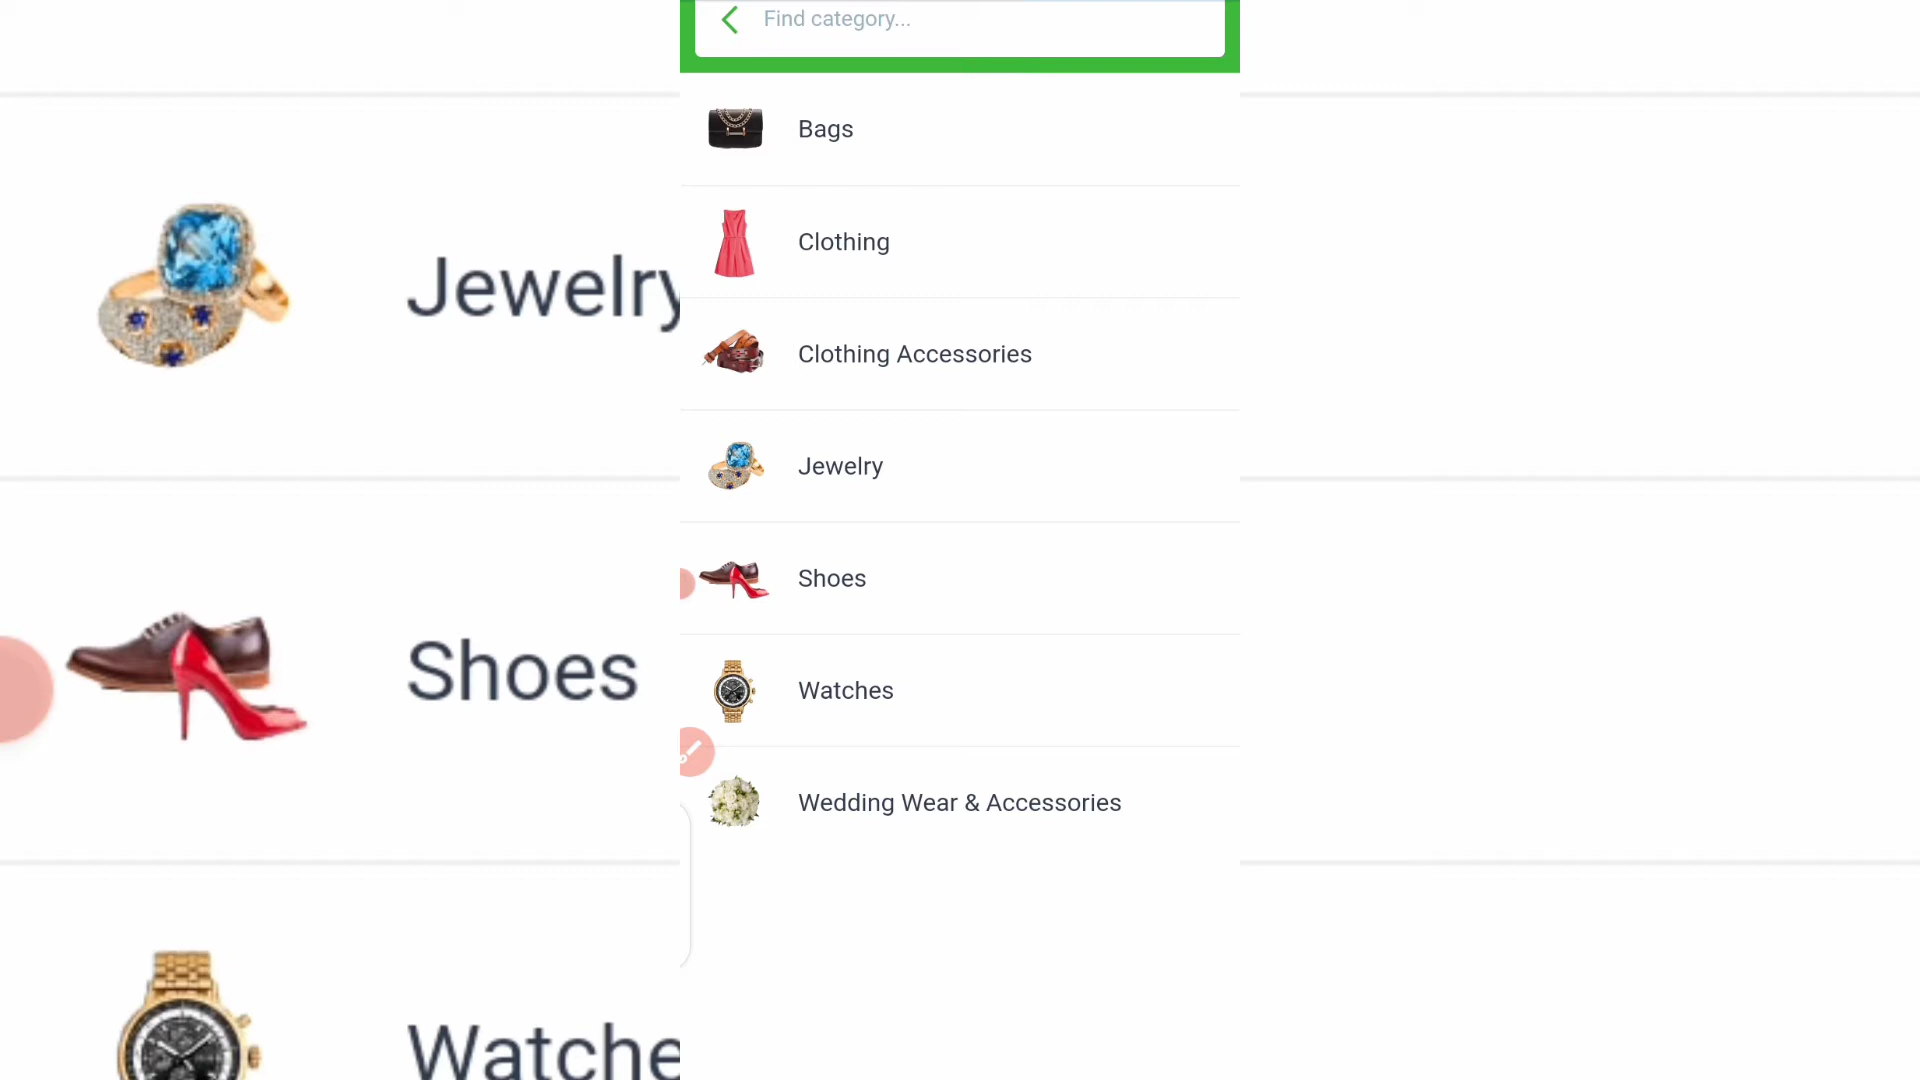 Find category...
Bags
Clothing
Clothing Accessories
Jewelry
Shoes
Watches
Wedding Wear & Accessories
Jewelry
Shoes
Watche